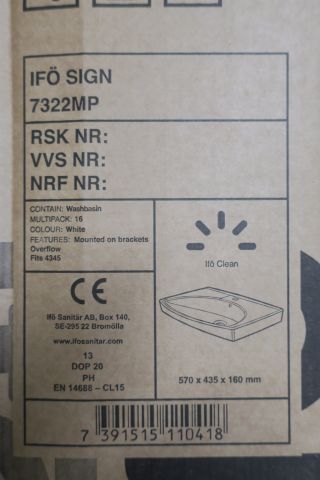 IFÖ SIGN
7322MP
RSK NR:
VVS NR:
NRF NR:
CONTAIN: Washbasin
MULTIPACK: 16
COLOUR: White
FEATURES: Mounted on brackets
Overflow
Fits 4345
Ifö Clean
CE
Ifö Sanitär AB, Box 140,
SE-295 22 Bromölla
www.ifosanitar.com
13
DOP 20
PH
EN 14688 – CL15
570 x 435 x 160 mm
7 391515 110418